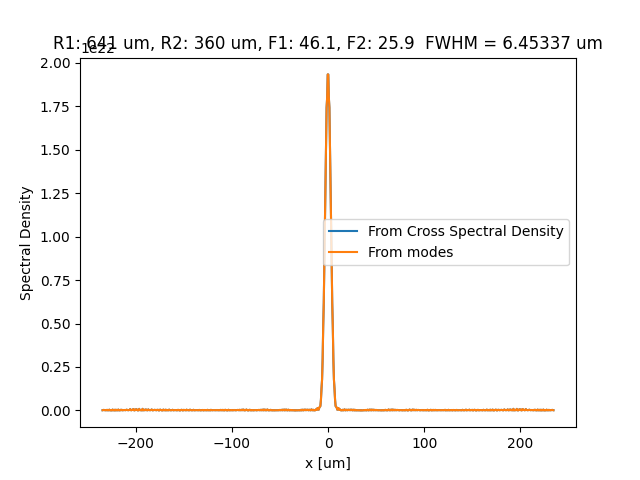 R1: 641 um, R2: 360 um, F1: 46.1, F2: 25.9  FWHM = 6.45337 um
1e22
2.00
1.75
1.50
1.25
1.00
0.75
0.50
0.25
0.00
Spectral Density
From Cross Spectral Density
From modes
−200
−100
0
100
200
x [um]